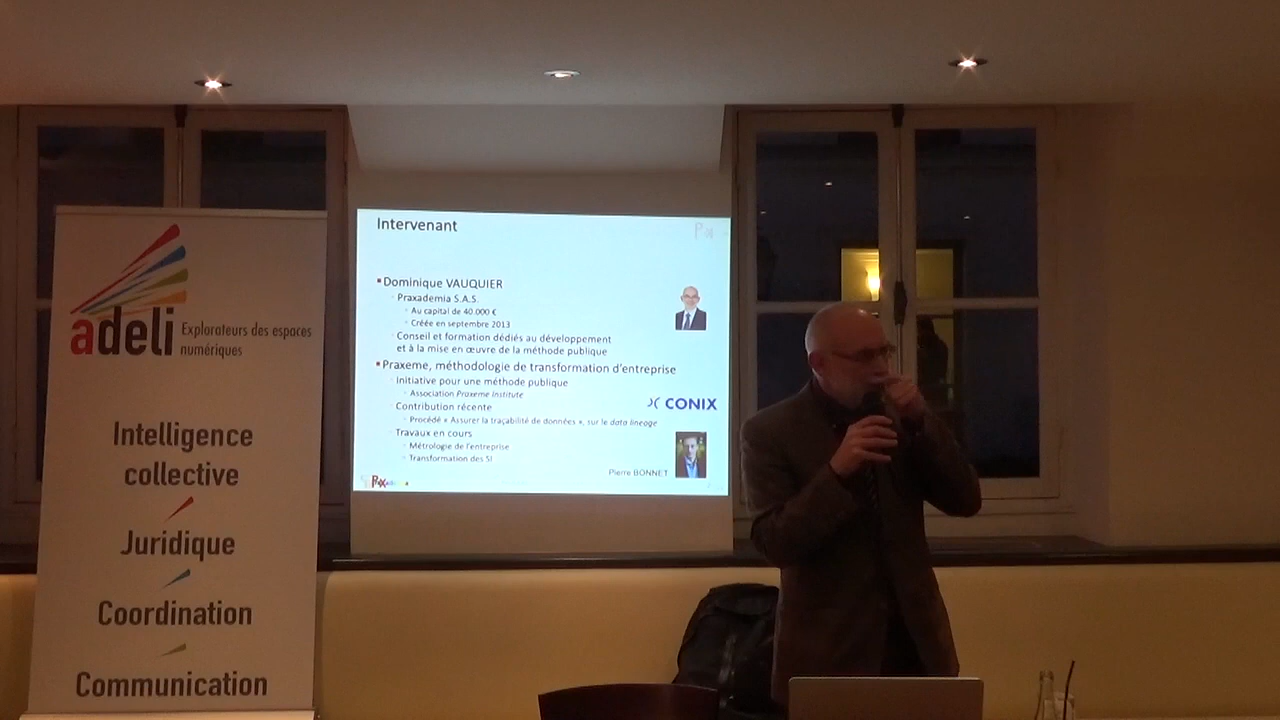 adeli
Explorateurs des espaces
numériques
Intelligence
collective
Juridique
Coordination
Communication
Intervenant
Dominique VAUQUIER
Praxademia S.A.S.
Au capital de 40.000 €
Créée en septembre 2013
Conseil et formation dédiés au développement
et à la mise en œuvre de la méthode publique
Praxeme, méthodologie de transformation d'entreprise
Initiative pour une méthode publique
Association Praxeme Institute
Contribution récente
CONIX
Procédé « Assurer la traçabilité de données », sur le data lineage
Travaux en cours
Métrologie de l'entreprise
Transformation des SI
Pierre BONNET